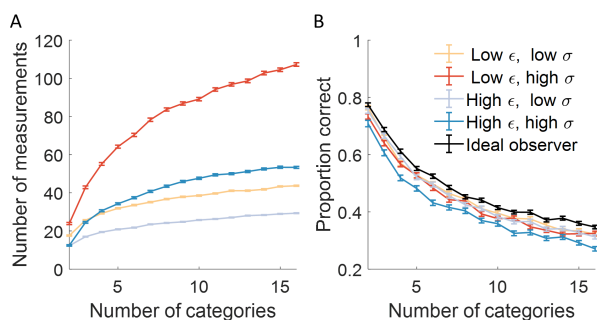 A
Number of measurements
120
100
80
60
40
20
0
5
10
15
Number of categories
B
Proportion correct
1
0.8
0.6
0.4
0.2
5
10
15
Number of categories
Low ϵ, low σ
Low ϵ, high σ
High ϵ, low σ
High ϵ, high σ
Ideal observer